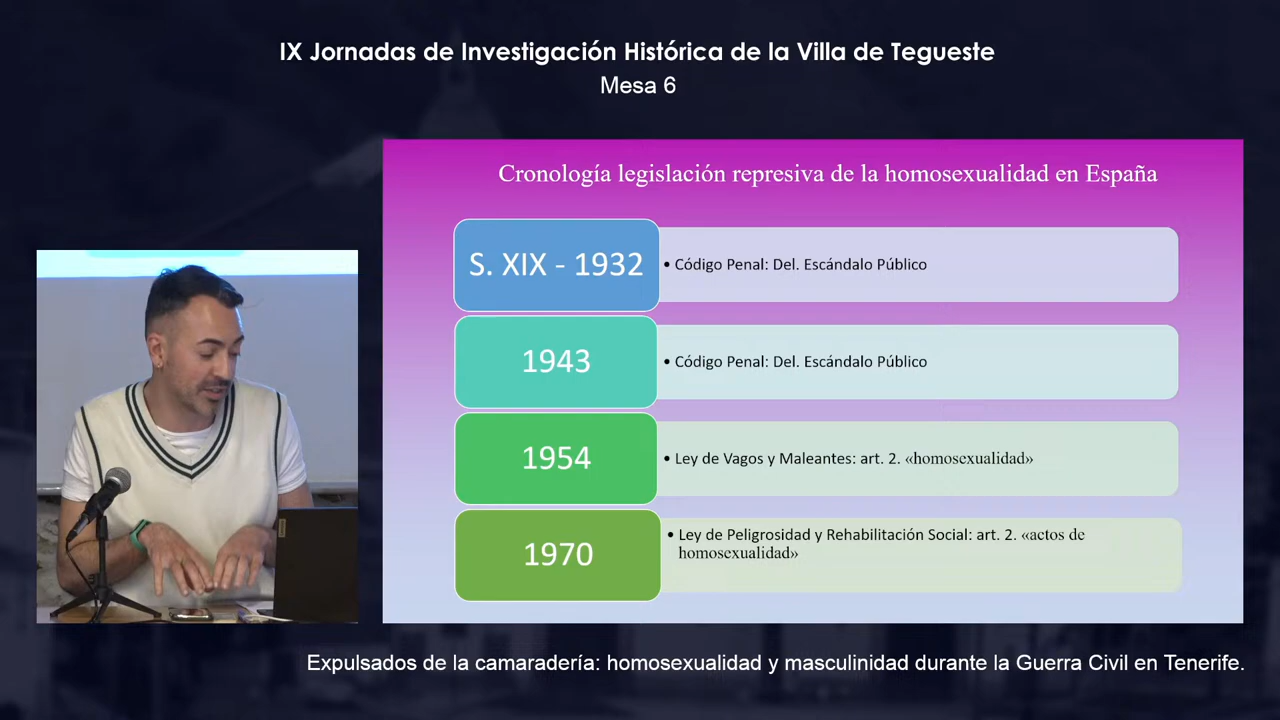 IX Jornadas de Investigación Histórica de la Villa de Tegueste
Mesa 6
Cronología legislación represiva de la homosexualidad en España
S. XIX - 1932
• Código Penal: Del. Escándalo Público
1943
• Código Penal: Del. Escándalo Público
1954
• Ley de Vagos y Maleantes: art. 2. «homosexualidad»
1970
• Ley de Peligrosidad y Rehabilitación Social: art. 2. «actos de
homosexualidad»
Expulsados de la camaradería: homosexualidad y masculinidad durante la Guerra Civil en Tenerife.